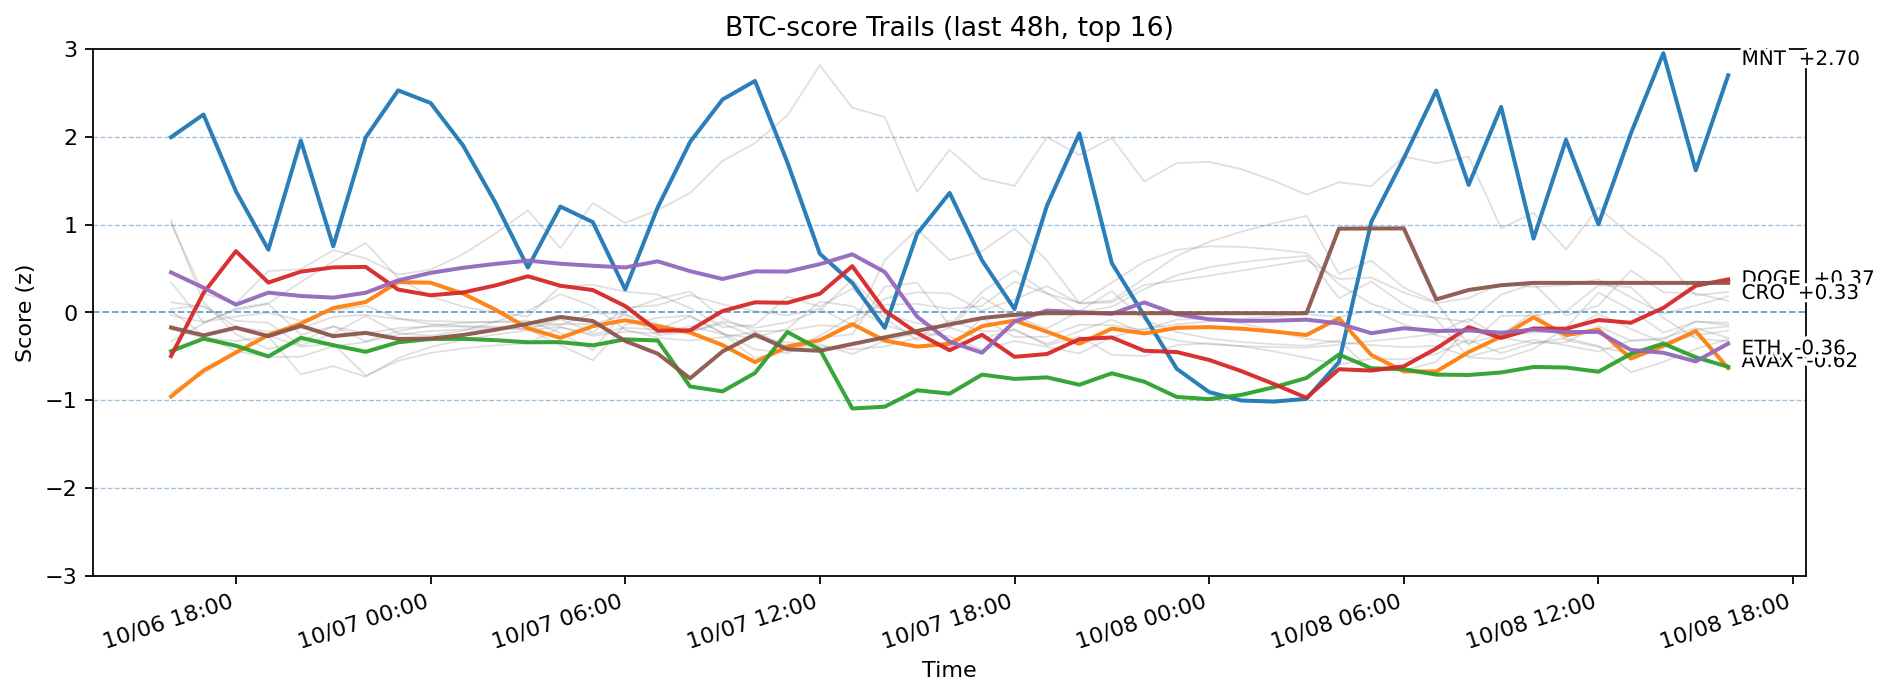 BTC-score Trails (last 48h, top 16)
Score (z)
3
2
1
0
−1
−2
−3
MNT +2.70
DOGE +0.37
CRO +0.33
ETH -0.36
AVAX -0.62
10/06 18:00
10/07 00:00
10/07 06:00
10/07 12:00
10/07 18:00
10/08 00:00
10/08 06:00
10/08 12:00
10/08 18:00
Time